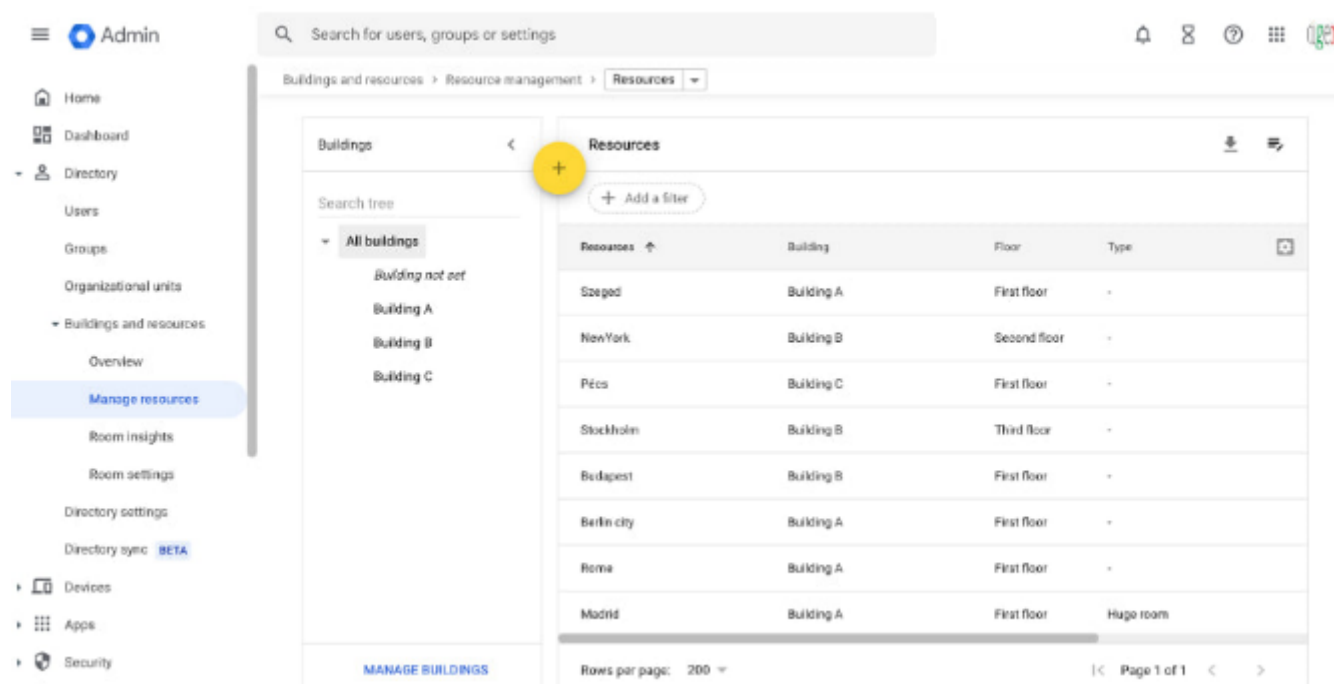 Admin
Search for users, groups or settings
Home
Dashboard
Directory
Users
Groups
Organizational units
Buildings and resources
Overview
Manage resources
Room insights
Room settings
Directory settings
Directory sync BETA
Devices
Apps
Security
Buildings and resources > Resource management > Resources
Buildings
Search tree
All buildings
Building not set
Building A
Building B
Building C
MANAGE BUILDINGS
Resources
+ Add a filter
Resources Building Floor Type
Szeged Building A First floor -
NewYork Building B Second floor -
Pécs Building C First floor -
Stockholm Building B Third floor -
Budapest Building B First floor -
Berlin city Building A First floor -
Rome Building A First floor -
Madrid Building A First floor Huge room
Rows per page: 200
Page 1 of 1